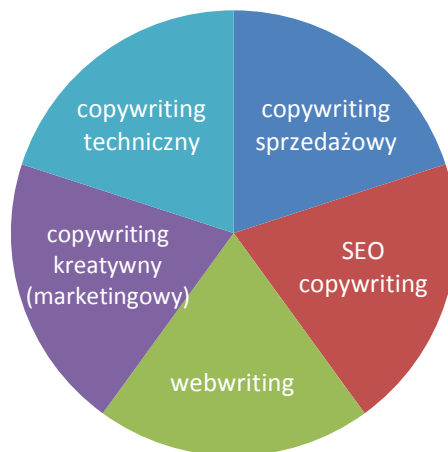 copywriting
techniczny
copywriting
sprzedażowy
copywriting
kreatywny
(marketingowy)
SEO
copywriting
webwriting